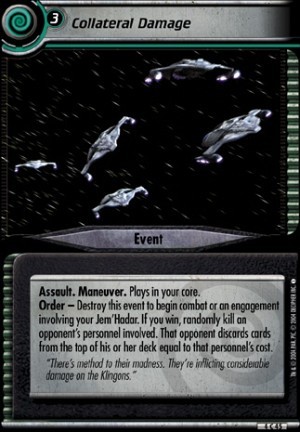 3 Collateral Damage
Event
Assault. Maneuver. Plays in your core.
Order – Destroy this event to begin combat or an engagement
involving your Jem'Hadar. If you win, randomly kill an
opponent's personnel involved. That opponent discards cards
from the top of his or her deck equal to that personnel's cost.
"There's method to their madness. They're inflicting considerable
damage on the Klingons."
4 C 45